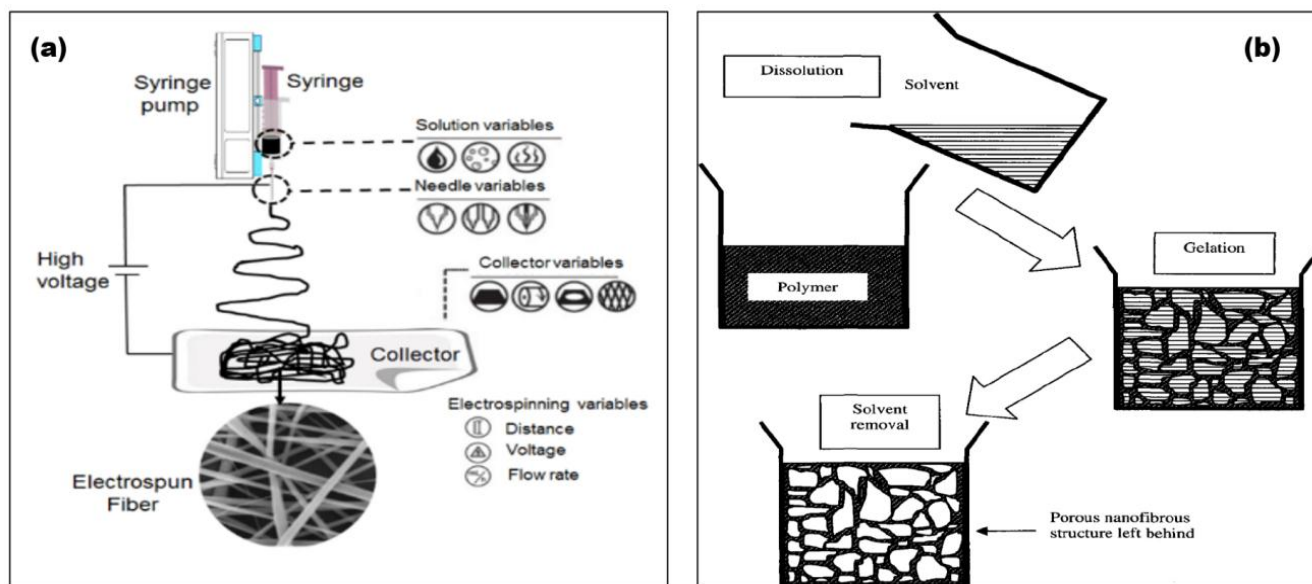 (a)
Syringe
pump
Syringe
Solution variables
Needle variables
High
voltage
Collector variables
Collector
Electrospinning variables
Distance
Voltage
Flow rate
Electrospun
Fiber
(b)
Dissolution
Solvent
Polymer
Gelation
Solvent
removal
Porous nanofibrous
structure left behind